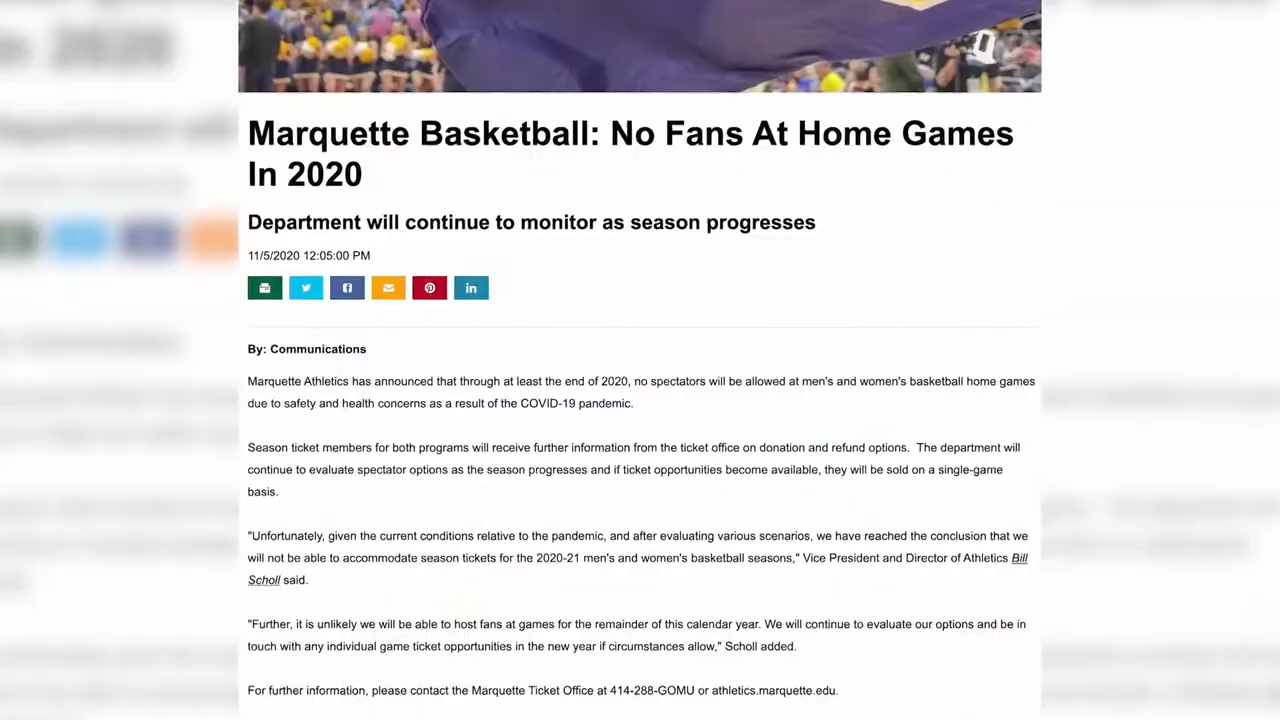 Marquette Basketball: No Fans At Home Games
In 2020
Department will continue to monitor as season progresses
11/5/2020 12:05:00 PM
By: Communications
Marquette Athletics has announced that through at least the end of 2020, no spectators will be allowed at men's and women's basketball home games
due to safety and health concerns as a result of the COVID-19 pandemic.
Season ticket members for both programs will receive further information from the ticket office on donation and refund options.  The department will
continue to evaluate spectator options as the season progresses and if ticket opportunities become available, they will be sold on a single-game
basis.
"Unfortunately, given the current conditions relative to the pandemic, and after evaluating various scenarios, we have reached the conclusion that we
will not be able to accommodate season tickets for the 2020-21 men's and women's basketball seasons," Vice President and Director of Athletics Bill
Scholl said.
"Further, it is unlikely we will be able to host fans at games for the remainder of this calendar year. We will continue to evaluate our options and be in
touch with any individual game ticket opportunities in the new year if circumstances allow," Scholl added.
For further information, please contact the Marquette Ticket Office at 414-288-GOMU or athletics.marquette.edu.